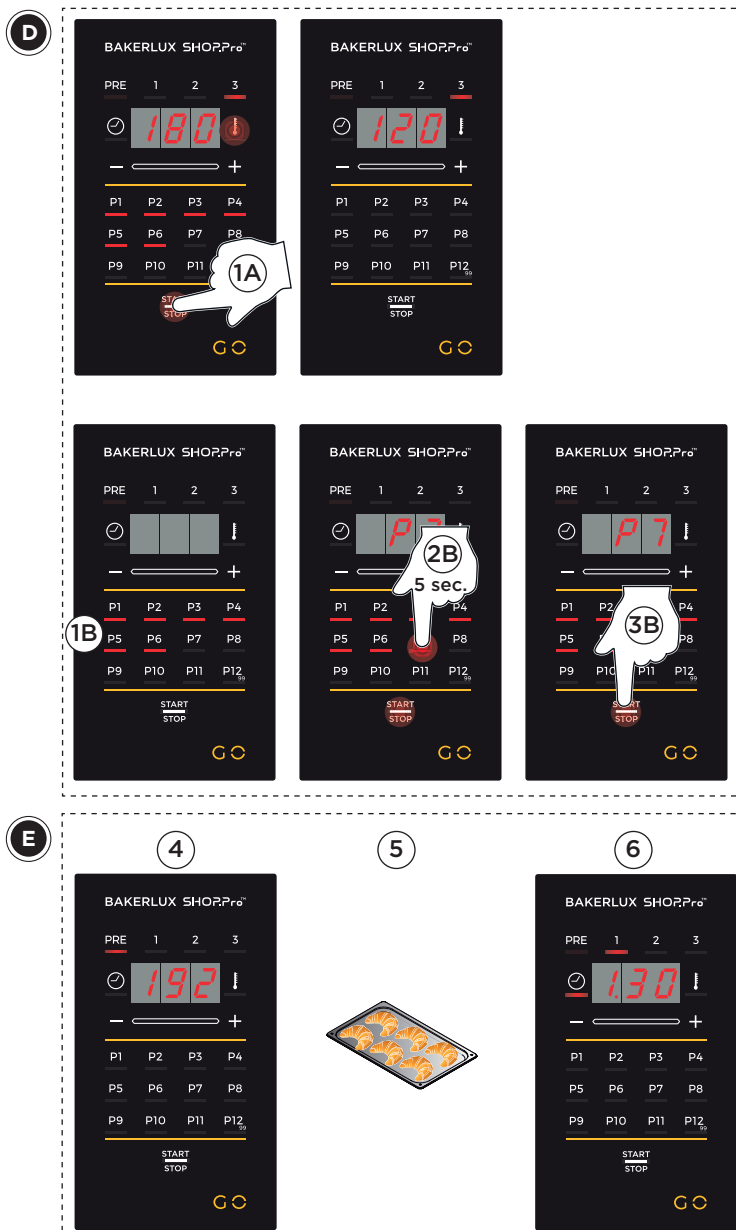 D
BAKERLUX SHOP.Pro™
PRE 1 2 3
180
− +
P1 P2 P3 P4
P5 P6 P7 P8
P9 P10 P11
1A
START
STOP
GO
BAKERLUX SHOP.Pro™
PRE 1 2 3
120
− +
P1 P2 P3 P4
P5 P6 P7 P8
P9 P10 P11 P12 99
START
STOP
GO
BAKERLUX SHOP.Pro™
PRE 1 2 3
− +
P1 P2 P3 P4
1B
P5 P6 P7 P8
P9 P10 P11 P12 99
START
STOP
GO
BAKERLUX SHOP.Pro™
PRE 1 2 3
P7
− +
2B
5 sec.
P1 P2 P4
P5 P6 P8
P9 P10 P11 P12 99
START
STOP
GO
BAKERLUX SHOP.Pro™
PRE 1 2 3
P7
− +
P1 P2 P4
3B
P5 P8
P9 P10 P11 P12 99
START
STOP
GO
E
4
BAKERLUX SHOP.Pro™
PRE 1 2 3
192
− +
P1 P2 P3 P4
P5 P6 P7 P8
P9 P10 P11 P12 99
START
STOP
GO
5
6
BAKERLUX SHOP.Pro™
PRE 1 2 3
1.30
− +
P1 P2 P3 P4
P5 P6 P7 P8
P9 P10 P11 P12 99
START
STOP
GO